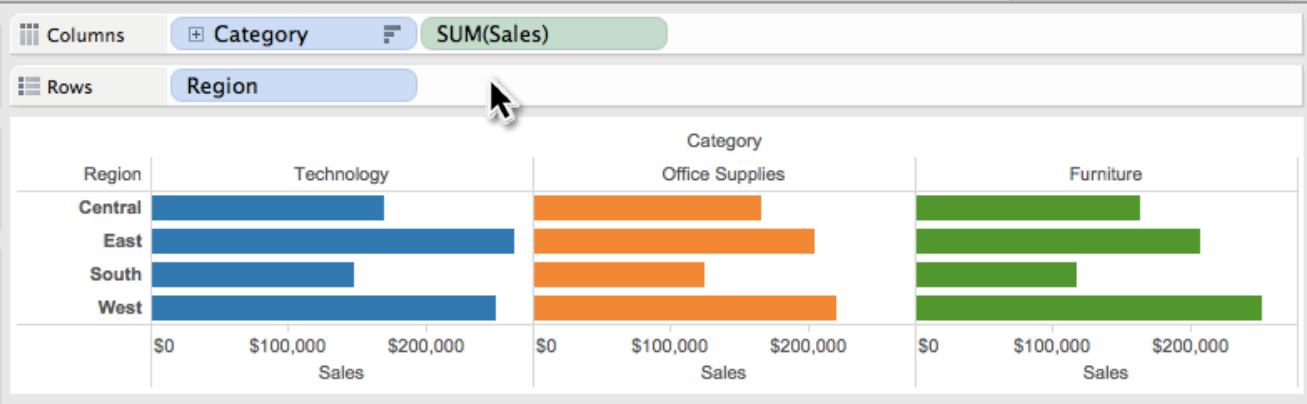 Columns Category SUM(Sales)
Rows Region
Category
Region Technology Office Supplies Furniture
Central
East
South
West
$0 $100,000 $200,000 $0 $100,000 $200,000 $0 $100,000 $200,000
Sales Sales Sales